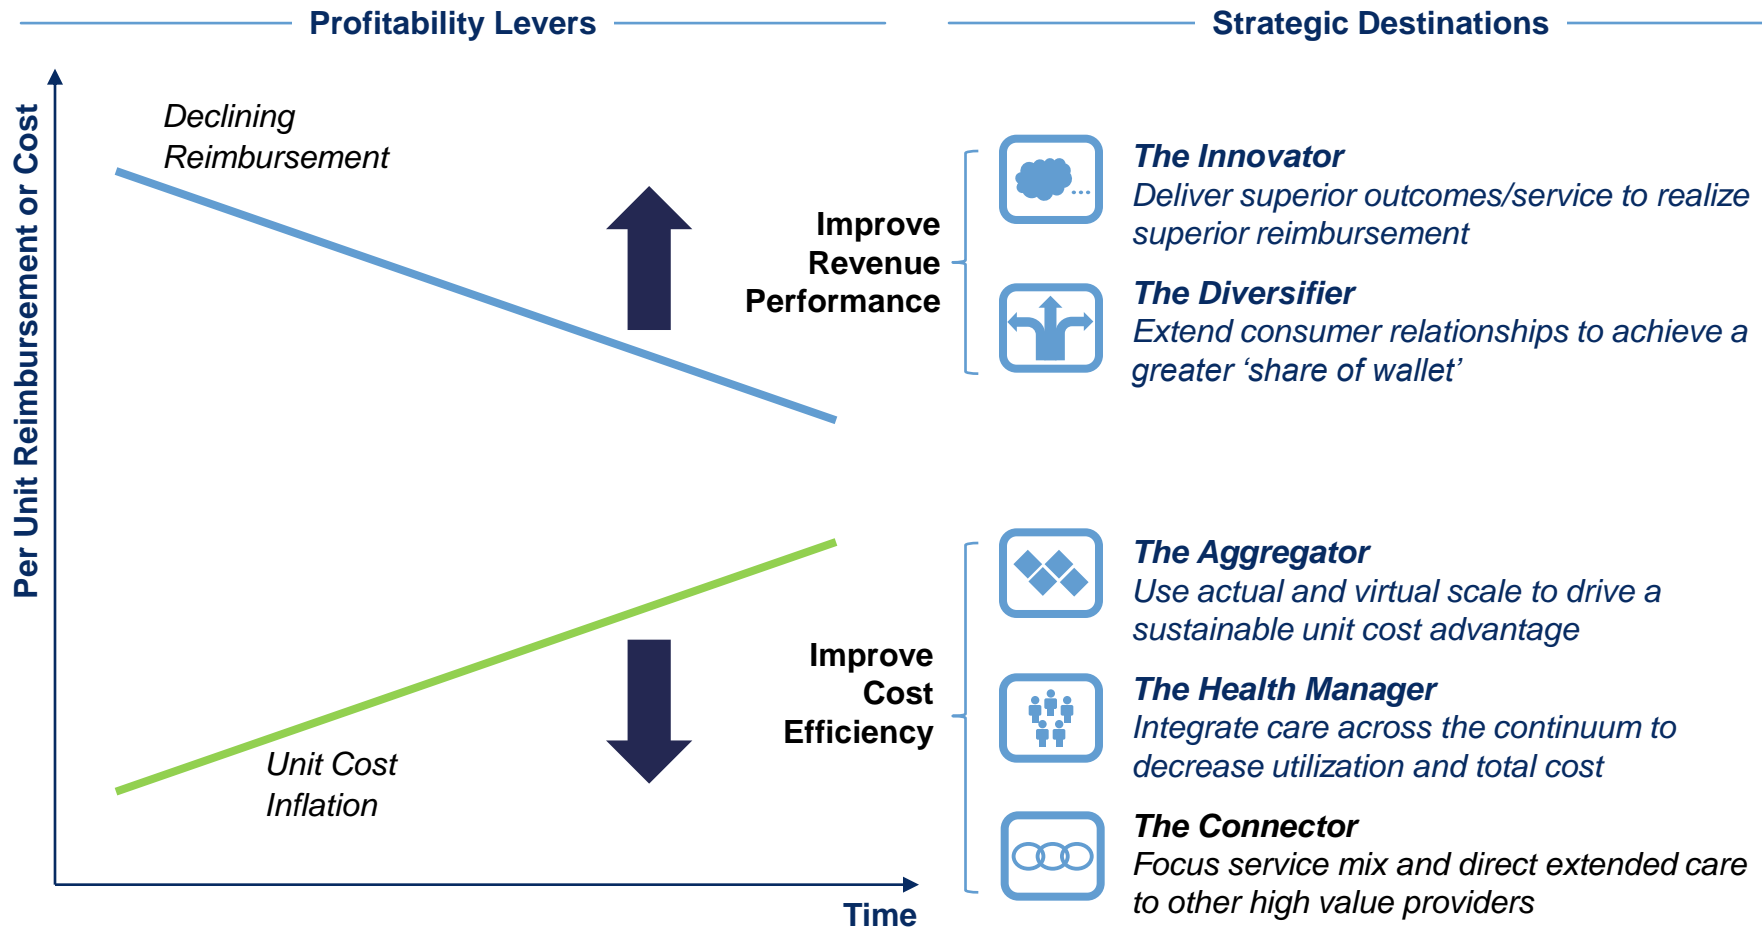 Profitability Levers
Strategic Destinations
Per Unit Reimbursement or Cost
Declining
Reimbursement
Improve
Revenue
Performance
The Innovator
Deliver superior outcomes/service to realize
superior reimbursement
The Diversifier
Extend consumer relationships to achieve a
greater ‘share of wallet’
Unit Cost
Inflation
Improve
Cost
Efficiency
The Aggregator
Use actual and virtual scale to drive a
sustainable unit cost advantage
The Health Manager
Integrate care across the continuum to
decrease utilization and total cost
The Connector
Focus service mix and direct extended care
to other high value providers
Time